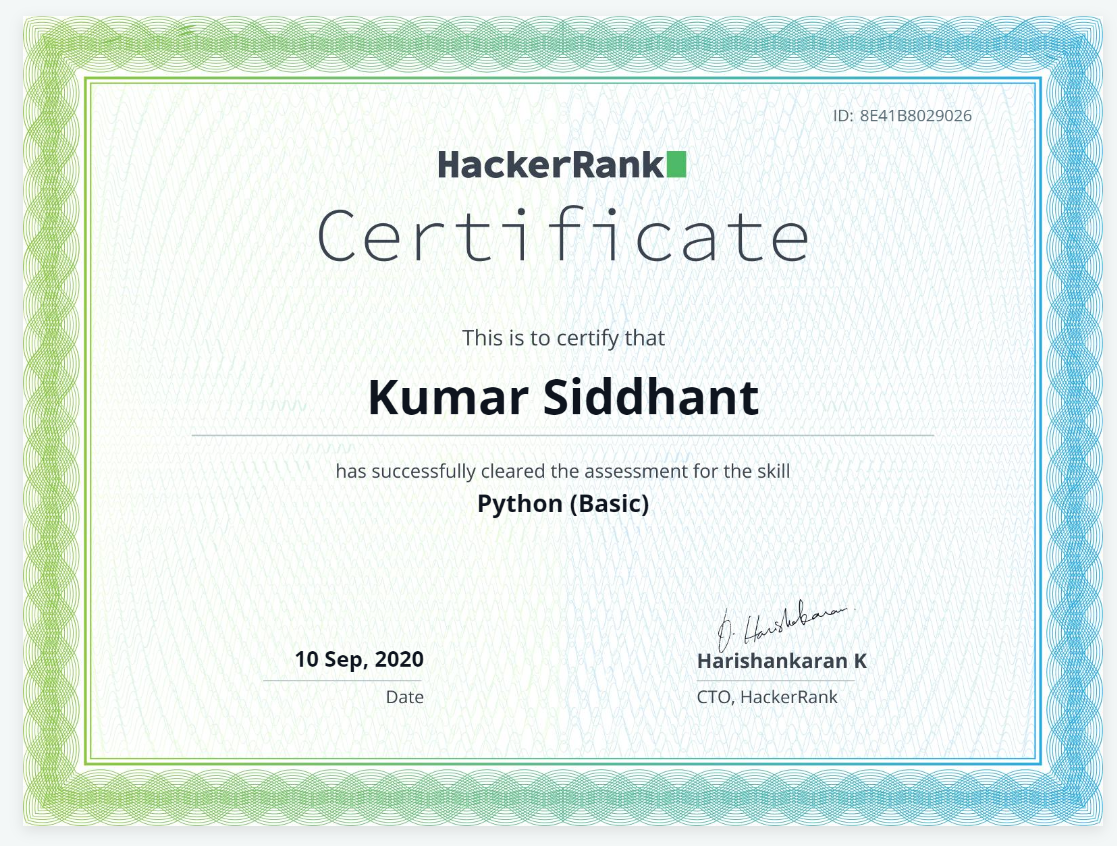 ID: 8E41B8029026
HackerRank
Certificate
This is to certify that
Kumar Siddhant
has successfully cleared the assessment for the skill
Python (Basic)
D. Harishakaran.
10 Sep, 2020
Harishankaran K
Date
CTO, HackerRank